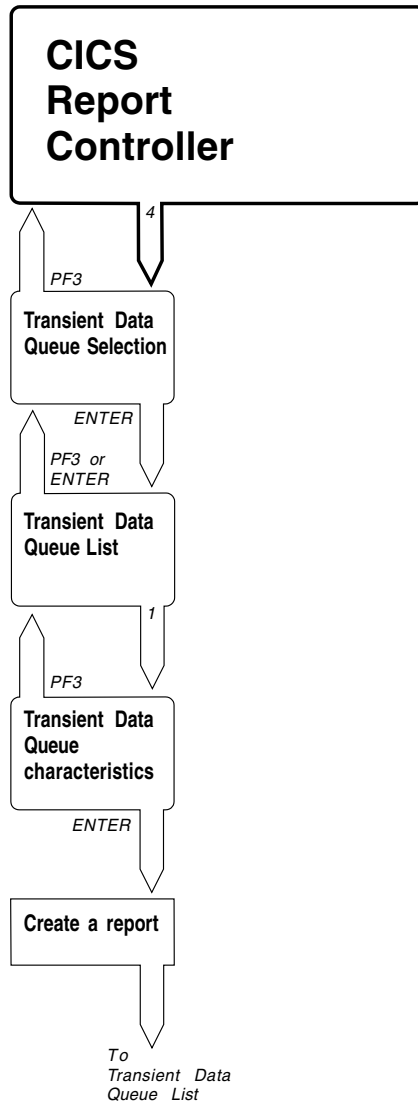 CICS
Report
Controller
4
PF3
Transient Data
Queue Selection
ENTER
PF3 or
ENTER
Transient Data
Queue List
1
PF3
Transient Data
Queue
characteristics
ENTER
Create a report
To
Transient Data
Queue List